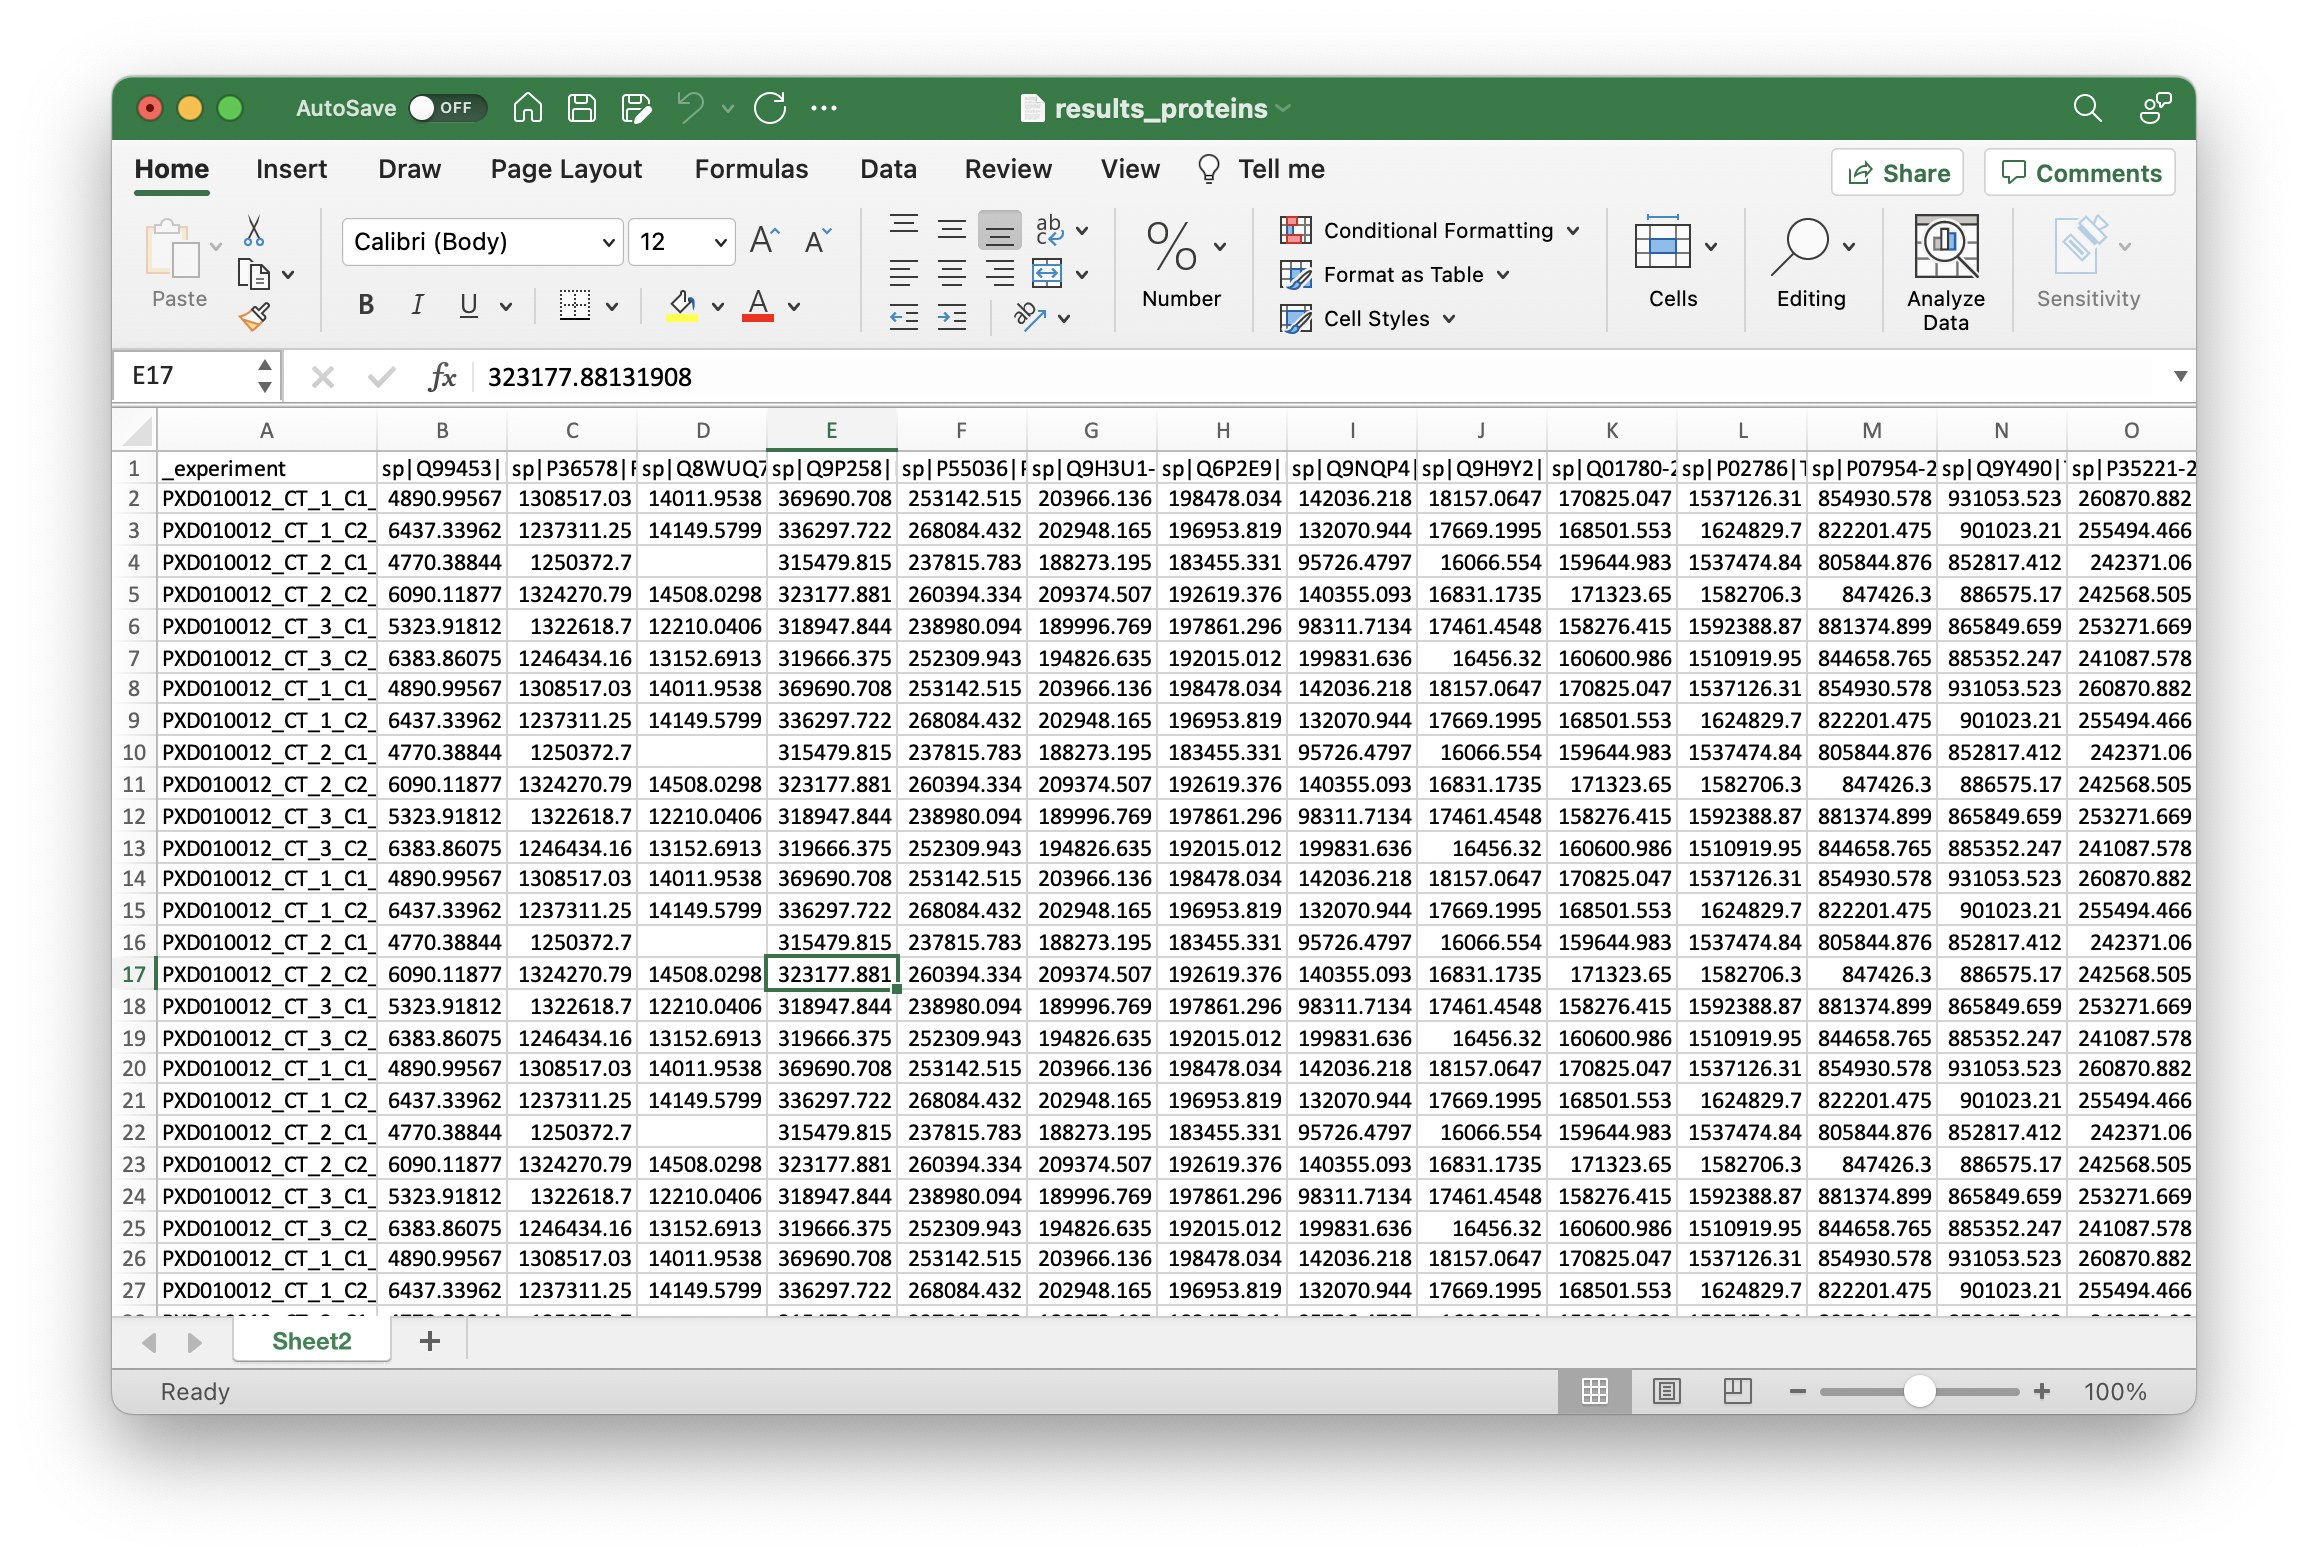 AutoSave OFF results_proteins
Home Insert Draw Page Layout Formulas Data Review View Tell me Share Comments
Paste Calibri (Body) 12 A A ab c % Number Conditional Formatting Format as Table Cell Styles Cells Editing Analyze Data Sensitivity
B I U A ab
E17 fx 323177.88131908
A B C D E F G H I J K L M N O
1 _experiment sp|Q99453| sp|P36578| sp|Q8WUQ7 sp|Q9P258| sp|P55036| sp|Q9H3U1- sp|Q6P2E9| sp|Q9NQP4| sp|Q9H9Y2| sp|Q01780-2 sp|P02786| sp|P07954-2 sp|Q9Y490| sp|P35221-2
2 PXD010012_CT_1_C1_ 4890.99567 1308517.03 14011.9538 369690.708 253142.515 203966.136 198478.034 142036.218 18157.0647 170825.047 1537126.31 854930.578 931053.523 260870.882
3 PXD010012_CT_1_C2_ 6437.33962 1237311.25 14149.5799 336297.722 268084.432 202948.165 196953.819 132070.944 17669.1995 168501.553 1624829.7 822201.475 901023.21 255494.466
4 PXD010012_CT_2_C1_ 4770.38844 1250372.7 315479.815 237815.783 188273.195 183455.331 95726.4797 16066.554 159644.983 1537474.84 805844.876 852817.412 242371.06
5 PXD010012_CT_2_C2_ 6090.11877 1324270.79 14508.0298 323177.881 260394.334 209374.507 192619.376 140355.093 16831.1735 171323.65 1582706.3 847426.3 886575.17 242568.505
6 PXD010012_CT_3_C1_ 5323.91812 1322618.7 12210.0406 318947.844 238980.094 189996.769 197861.296 98311.7134 17461.4548 158276.415 1592388.87 881374.899 865849.659 253271.669
7 PXD010012_CT_3_C2_ 6383.86075 1246434.16 13152.6913 319666.375 252309.943 194826.635 192015.012 199831.636 16456.32 160600.986 1510919.95 844658.765 885352.247 241087.578
8 PXD010012_CT_1_C1_ 4890.99567 1308517.03 14011.9538 369690.708 253142.515 203966.136 198478.034 142036.218 18157.0647 170825.047 1537126.31 854930.578 931053.523 260870.882
9 PXD010012_CT_1_C2_ 6437.33962 1237311.25 14149.5799 336297.722 268084.432 202948.165 196953.819 132070.944 17669.1995 168501.553 1624829.7 822201.475 901023.21 255494.466
10 PXD010012_CT_2_C1_ 4770.38844 1250372.7 315479.815 237815.783 188273.195 183455.331 95726.4797 16066.554 159644.983 1537474.84 805844.876 852817.412 242371.06
11 PXD010012_CT_2_C2_ 6090.11877 1324270.79 14508.0298 323177.881 260394.334 209374.507 192619.376 140355.093 16831.1735 171323.65 1582706.3 847426.3 886575.17 242568.505
12 PXD010012_CT_3_C1_ 5323.91812 1322618.7 12210.0406 318947.844 238980.094 189996.769 197861.296 98311.7134 17461.4548 158276.415 1592388.87 881374.899 865849.659 253271.669
13 PXD010012_CT_3_C2_ 6383.86075 1246434.16 13152.6913 319666.375 252309.943 194826.635 192015.012 199831.636 16456.32 160600.986 1510919.95 844658.765 885352.247 241087.578
14 PXD010012_CT_1_C1_ 4890.99567 1308517.03 14011.9538 369690.708 253142.515 203966.136 198478.034 142036.218 18157.0647 170825.047 1537126.31 854930.578 931053.523 260870.882
15 PXD010012_CT_1_C2_ 6437.33962 1237311.25 14149.5799 336297.722 268084.432 202948.165 196953.819 132070.944 17669.1995 168501.553 1624829.7 822201.475 901023.21 255494.466
16 PXD010012_CT_2_C1_ 4770.38844 1250372.7 315479.815 237815.783 188273.195 183455.331 95726.4797 16066.554 159644.983 1537474.84 805844.876 852817.412 242371.06
17 PXD010012_CT_2_C2_ 6090.11877 1324270.79 14508.0298 323177.881 260394.334 209374.507 192619.376 140355.093 16831.1735 171323.65 1582706.3 847426.3 886575.17 242568.505
18 PXD010012_CT_3_C1_ 5323.91812 1322618.7 12210.0406 318947.844 238980.094 189996.769 197861.296 98311.7134 17461.4548 158276.415 1592388.87 881374.899 865849.659 253271.669
19 PXD010012_CT_3_C2_ 6383.86075 1246434.16 13152.6913 319666.375 252309.943 194826.635 192015.012 199831.636 16456.32 160600.986 1510919.95 844658.765 885352.247 241087.578
20 PXD010012_CT_1_C1_ 4890.99567 1308517.03 14011.9538 369690.708 253142.515 203966.136 198478.034 142036.218 18157.0647 170825.047 1537126.31 854930.578 931053.523 260870.882
21 PXD010012_CT_1_C2_ 6437.33962 1237311.25 14149.5799 336297.722 268084.432 202948.165 196953.819 132070.944 17669.1995 168501.553 1624829.7 822201.475 901023.21 255494.466
22 PXD010012_CT_2_C1_ 4770.38844 1250372.7 315479.815 237815.783 188273.195 183455.331 95726.4797 16066.554 159644.983 1537474.84 805844.876 852817.412 242371.06
23 PXD010012_CT_2_C2_ 6090.11877 1324270.79 14508.0298 323177.881 260394.334 209374.507 192619.376 140355.093 16831.1735 171323.65 1582706.3 847426.3 886575.17 242568.505
24 PXD010012_CT_3_C1_ 5323.91812 1322618.7 12210.0406 318947.844 238980.094 189996.769 197861.296 98311.7134 17461.4548 158276.415 1592388.87 881374.899 865849.659 253271.669
25 PXD010012_CT_3_C2_ 6383.86075 1246434.16 13152.6913 319666.375 252309.943 194826.635 192015.012 199831.636 16456.32 160600.986 1510919.95 844658.765 885352.247 241087.578
26 PXD010012_CT_1_C1_ 4890.99567 1308517.03 14011.9538 369690.708 253142.515 203966.136 198478.034 142036.218 18157.0647 170825.047 1537126.31 854930.578 931053.523 260870.882
27 PXD010012_CT_1_C2_ 6437.33962 1237311.25 14149.5799 336297.722 268084.432 202948.165 196953.819 132070.944 17669.1995 168501.553 1624829.7 822201.475 901023.21 255494.466
Sheet2 +
Ready 100%